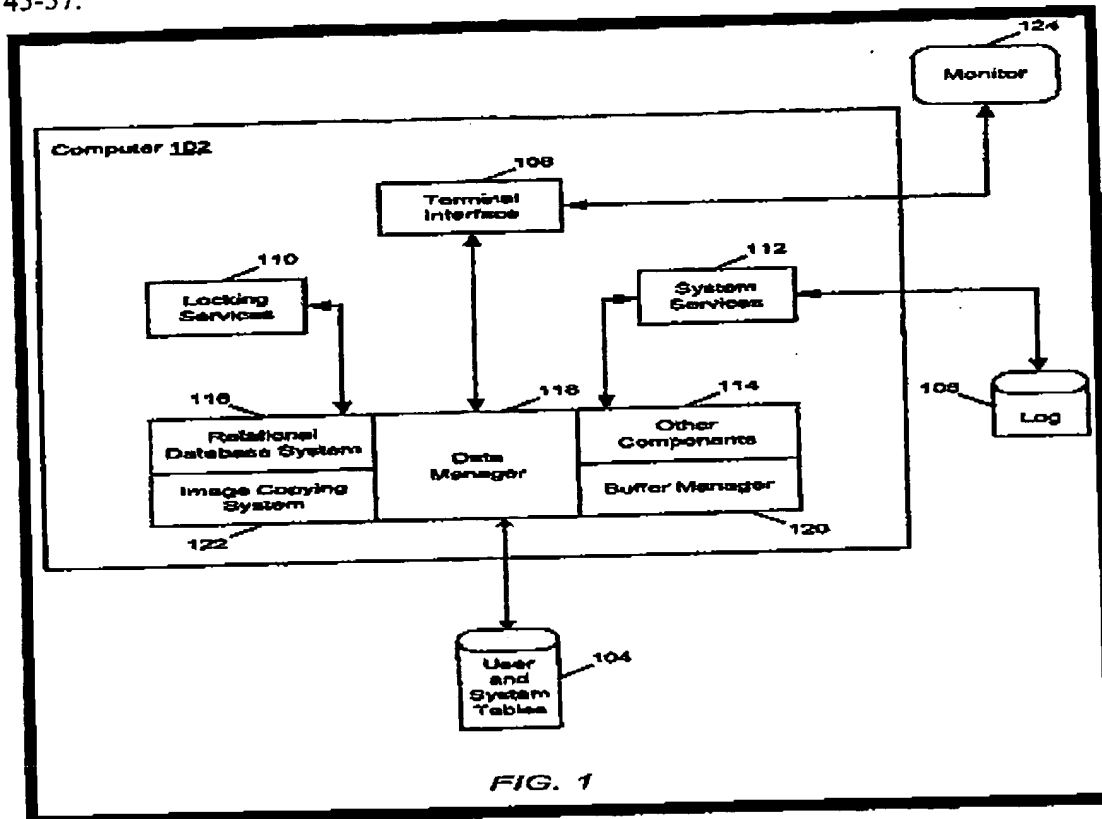 45-57.
124
Monitor
Computer 102
108
Terminal
Interface
110
Locking
Services
112
System
Services
116
118
114
106
Log
Relational
Database System
Data
Manager
Other
Components
Image Copying
System
Buffer Manager
122
120
User
and
System
Tables
104
FIG. 1